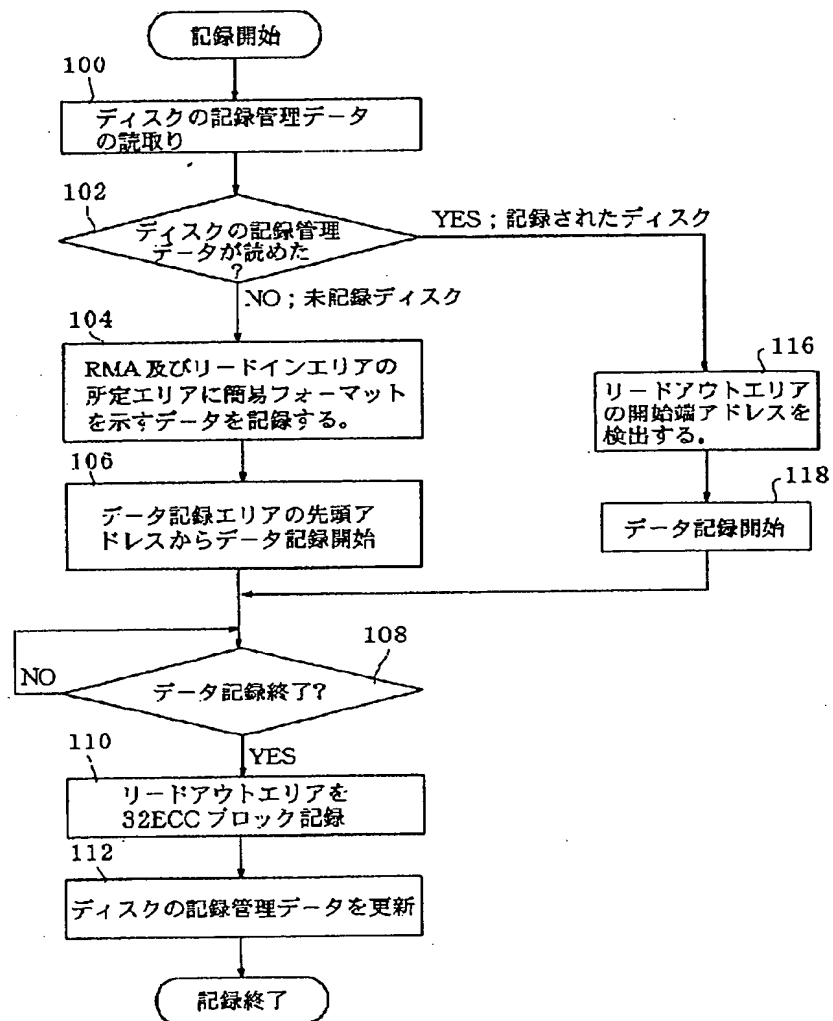 記録開始
100
ディスクの記録管理データ
の読取り
102
ディスクの記録管理
データが読めた
?
YES;記録されたディスク
NO;未記録ディスク
104
RMA及びリードインエリアの
所定エリアに簡易フォーマット
を示すデータを記録する。
116
リードアウトエリア
の開始端アドレスを
検出する。
106
データ記録エリアの先頭ア
ドレスからデータ記録開始
118
データ記録開始
108
NO
データ記録終了?
YES
110
リードアウトエリアを
32ECCブロック記録
112
ディスクの記録管理データを更新
記録終了